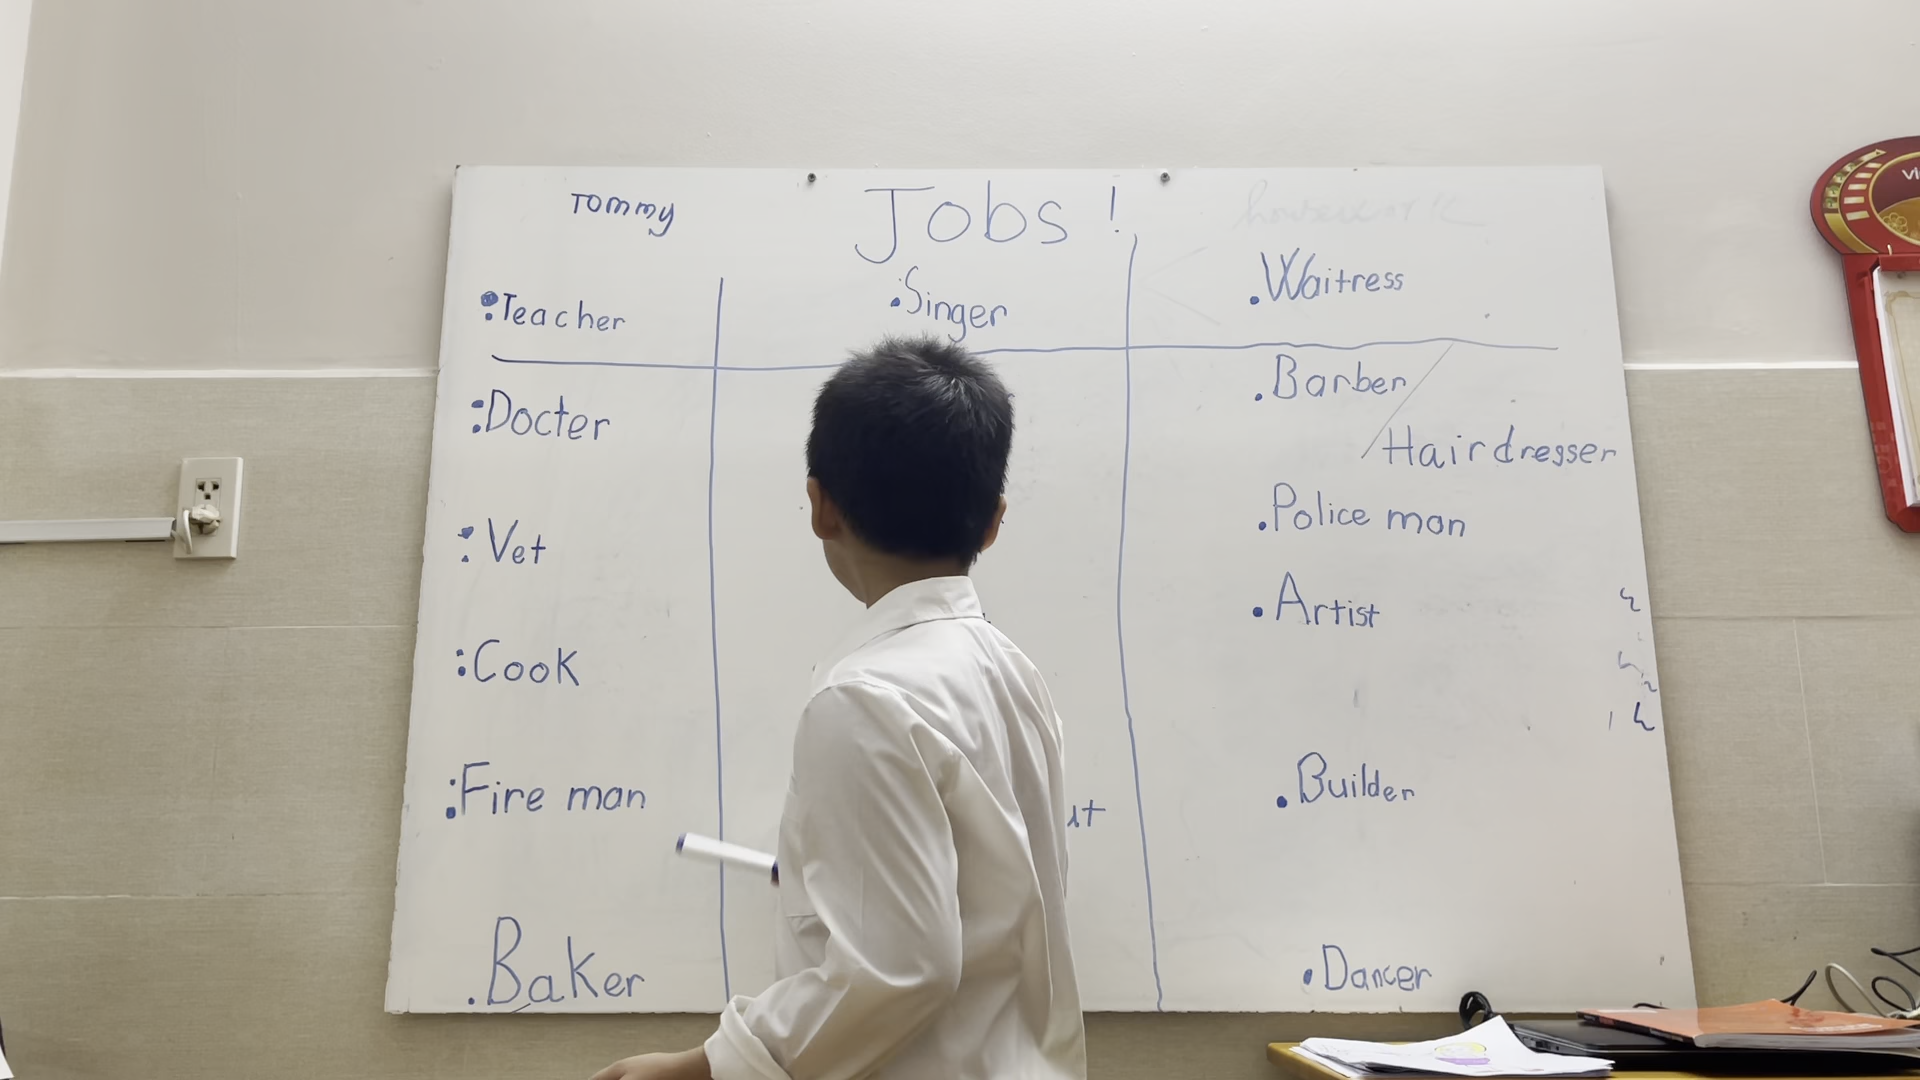 Tommy
Jobs!
•Teacher
•Singer
•Waitress
:Docter
•Barber / Hairdresser
:Vet
•Police man
:Cook
•Artist
:Fire man
•Builder
.Baker
•Dancer